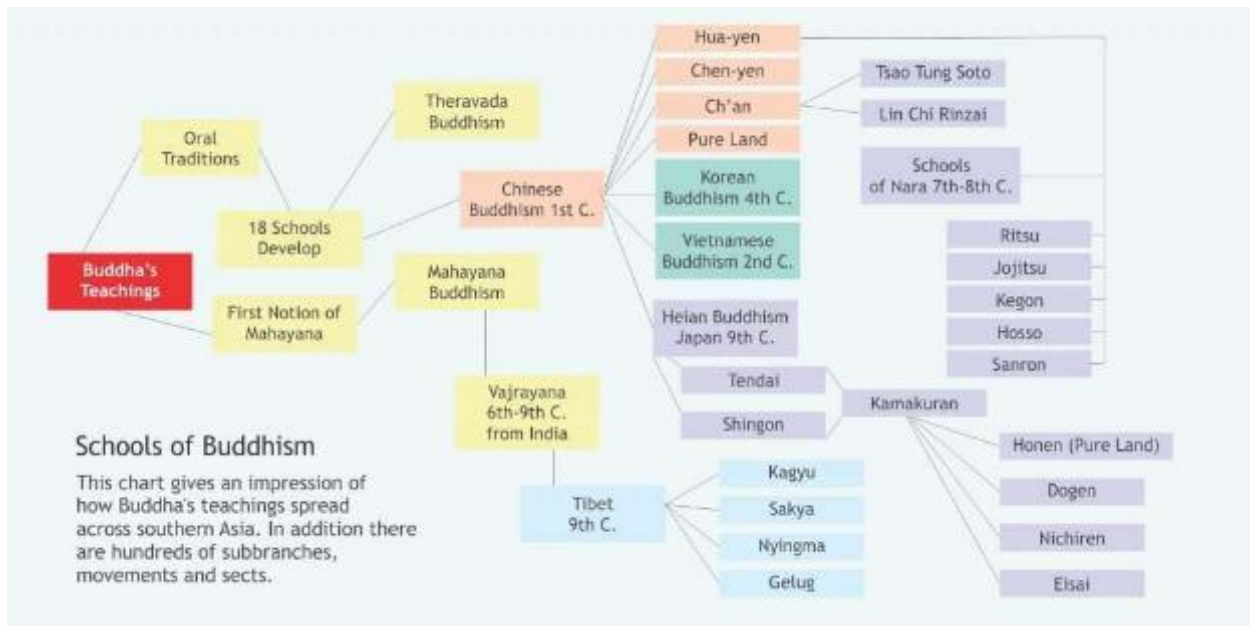 Hua-yen
Chen-yen
Ch'an
Pure Land
Tsao Tung Soto
Lin Chi Rinzai
Theravada
Buddhism
Oral
Traditions
Schools
of Nara 7th-8th C.
Korean
Buddhism 4th C.
Chinese
Buddhism 1st C.
18 Schools
Develop
Vietnamese
Buddhism 2nd C.
Ritsu
Jojitsu
Kegon
Hosso
Sanron
Buddha's
Teachings
Mahayana
Buddhism
First Notion of
Mahayana
Heian Buddhism
Japan 9th C.
Tendai
Shingon
Kamakuran
Vajrayana
6th-9th C.
from India
Honen (Pure Land)
Dogen
Nichiren
Eisai
Tibet
9th C.
Kagyu
Sakya
Nyingma
Gelug
Schools of Buddhism
This chart gives an impression of
how Buddha's teachings spread
across southern Asia. In addition there
are hundreds of subbranches,
movements and sects.